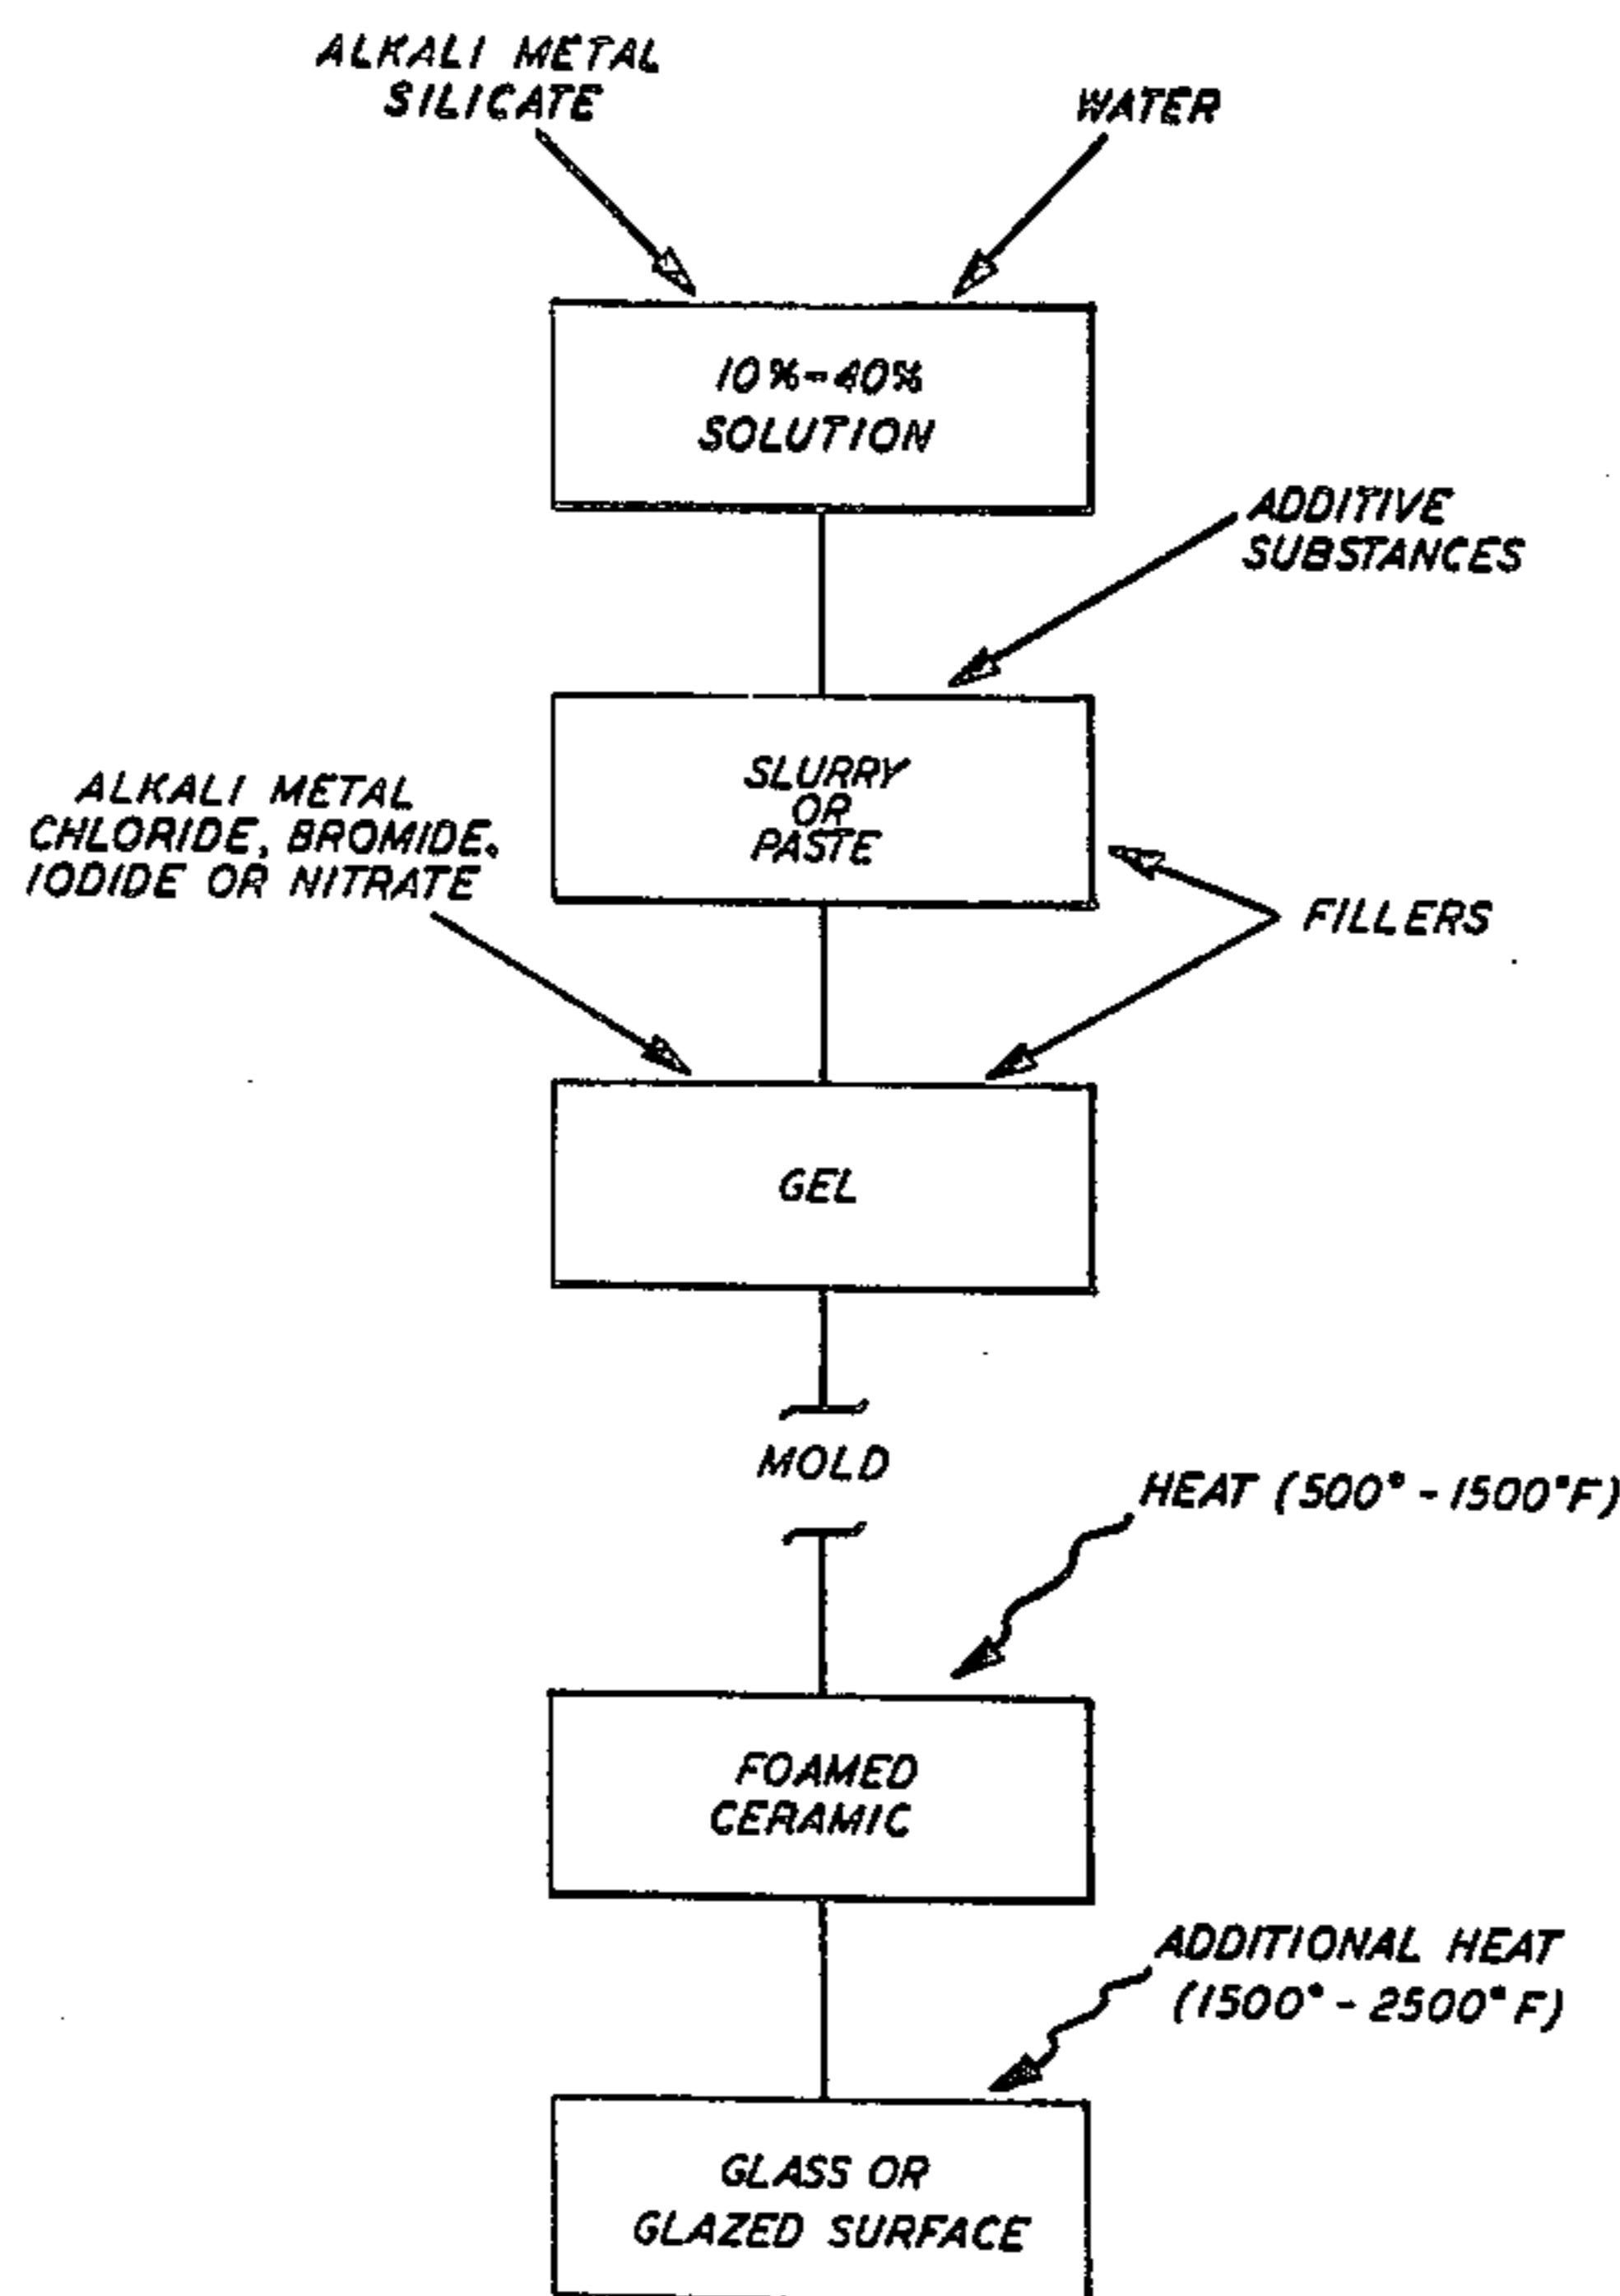 ALKALI METAL
SILICATE
WATER
10%-40%
SOLUTION
ADDITIVE
SUBSTANCES
SLURRY
OR
PASTE
ALKALI METAL
CHLORIDE, BROMIDE,
IODIDE OR NITRATE
FILLERS
GEL
MOLD
HEAT (500° - 1500°F)
FOAMED
CERAMIC
ADDITIONAL HEAT
(1500° - 2500° F)
GLASS OR
GLAZED SURFACE